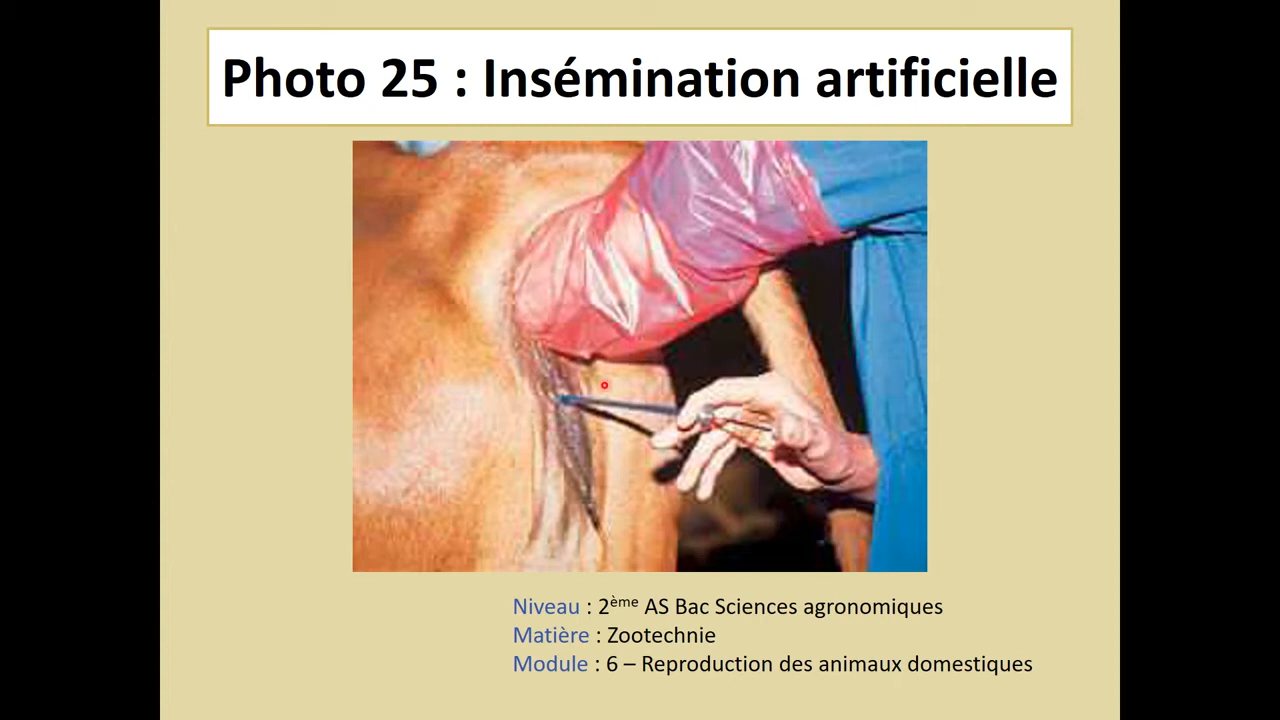 Photo 25 : Insémination artificielle
Niveau : 2ème AS Bac Sciences agronomiques
Matière : Zootechnie
Module : 6 – Reproduction des animaux domestiques